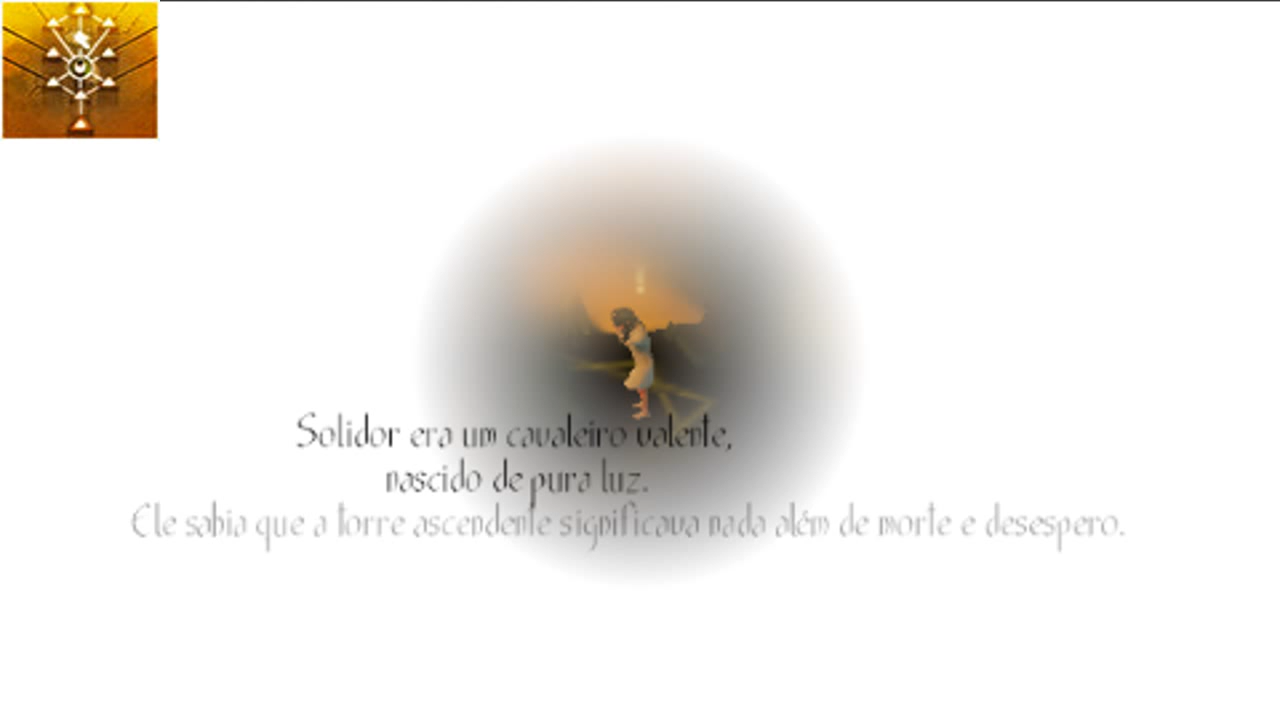 Solidor era um cavaleiro valente,
nascido de pura luz.
Ele sabia que a torre ascendente significava nada além de morte e desespero.